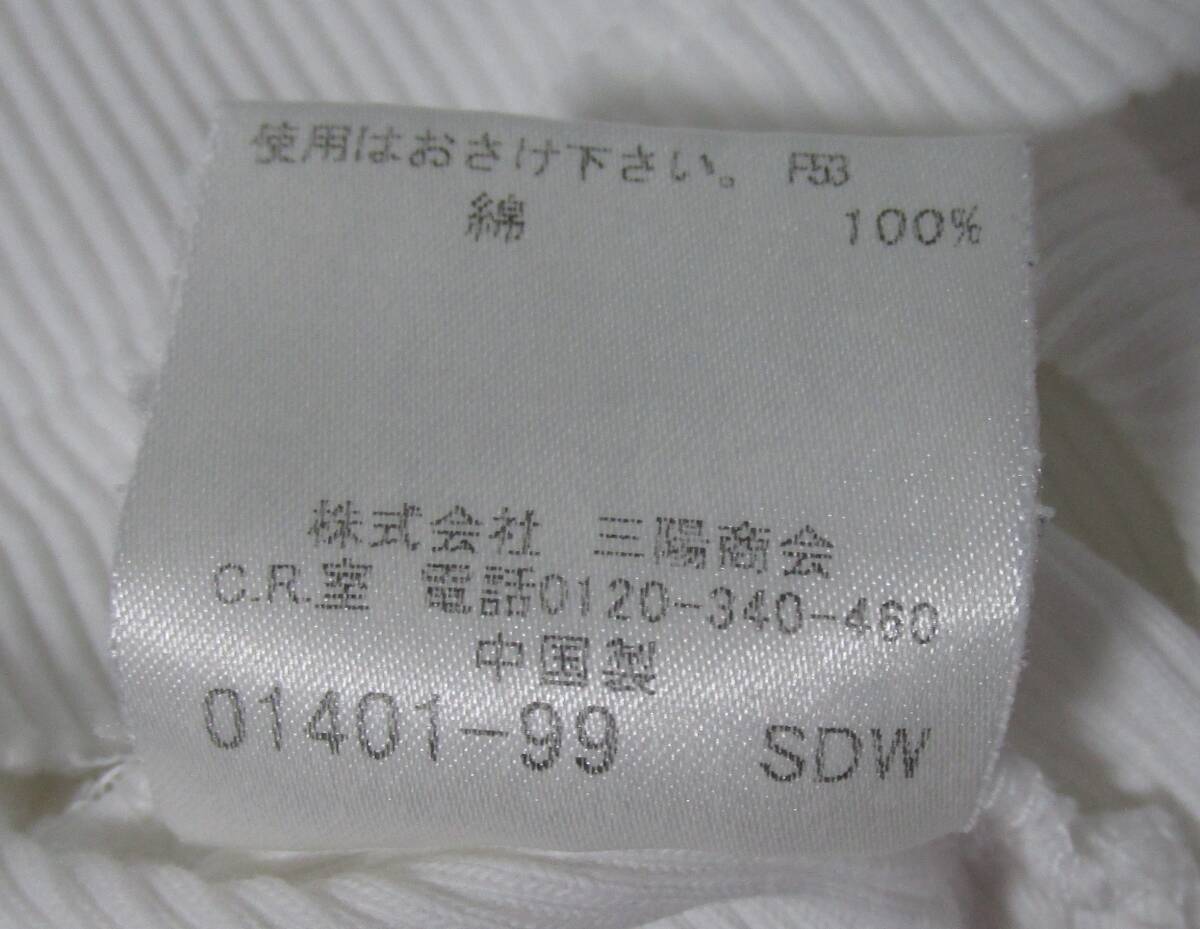 使用はおさけ下さい。 F53
綿 100%
株式会社 三陽商会
C.R.室 電話0120-340-460
中国製
01401-99 SDW